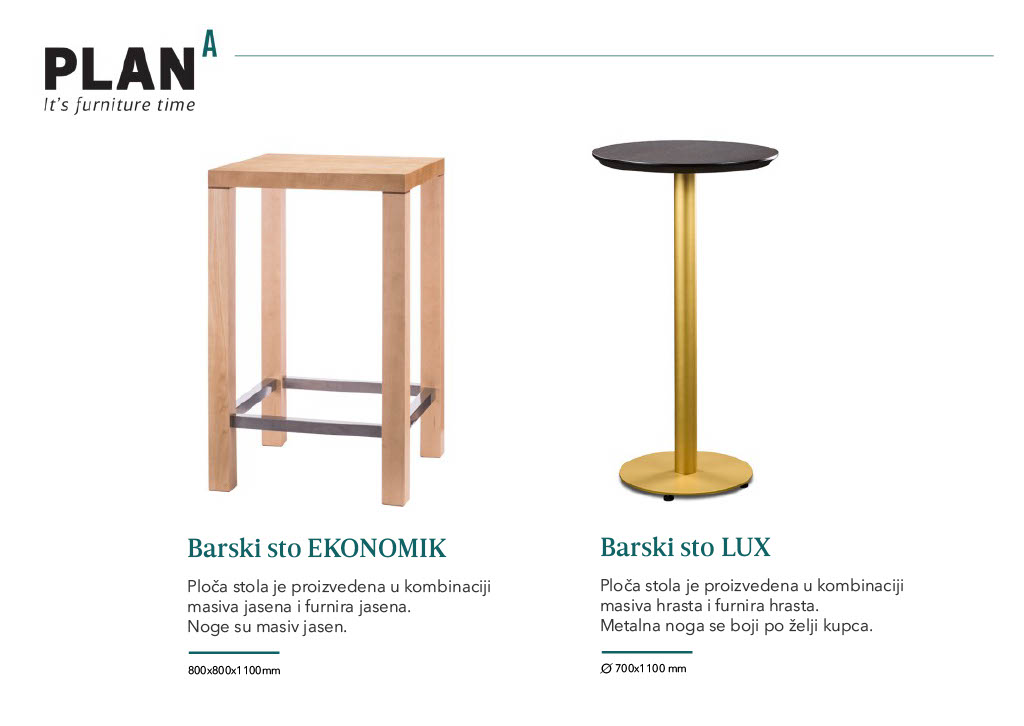 PLAN A
It's furniture time
Barski sto EKONOMIK
Ploča stola je proizvedena u kombinaciji
masiva jasena i furnira jasena.
Noge su masiv jasen.
800x800x1100mm
Barski sto LUX
Ploča stola je proizvedena u kombinaciji
masiva hrasta i furnira hrasta.
Metalna noga se boji po želji kupca.
Ø 700x1100 mm